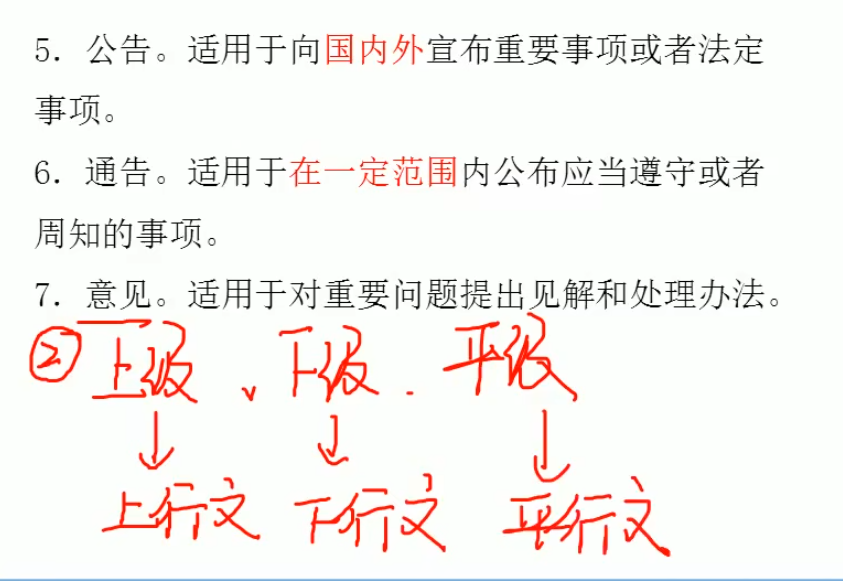 5. 公告。适用于向国内外宣布重要事项或者法定
事项。
6. 通告。适用于在一定范围内公布应当遵守或者
周知的事项。
7. 意见。适用于对重要问题提出见解和处理办法。
② 上级、下级.平级
上行文 下行文 平行文